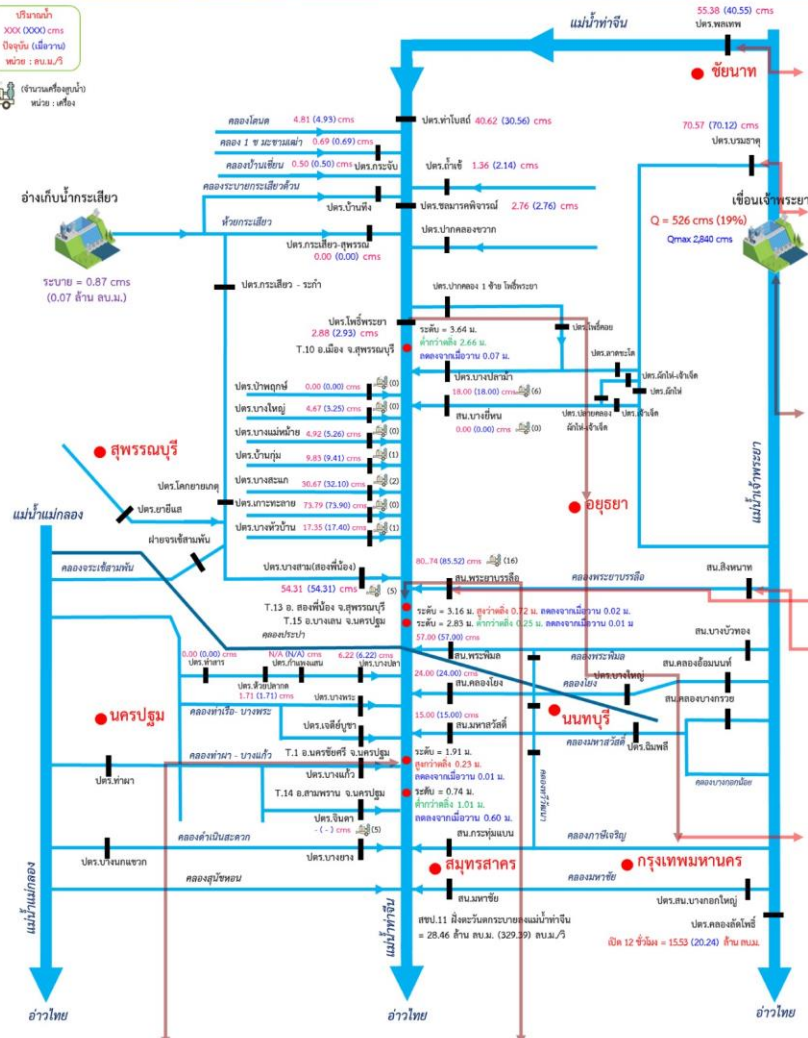 ปริมาณน้ำ
XXX (XXX) cms
ปัจจุบัน (เมื่อวาน)
หน่วย : ลบ.ม./วิ
(จำนวนเครื่องสูบน้ำ)
หน่วย : เครื่อง
แม่น้ำท่าจีน
55.38 (40.55) cms
ปตร.พลเทพ
ชัยนาท
คลองโดนด 4.81 (4.93) cms
ปตร.ท่าโบสถ์ 40.62 (30.56) cms
คลอง 1 ข มะขามเฒ่า 0.69 (0.69) cms
ปตร.กระจับ
คลองบ้านเชี่ยน 0.50 (0.50) cms
ปตร.ถ้ำเข้ 1.36 (2.14) cms
70.57 (70.12) cms
ปตร.บรมธาตุ
คลองระบายกระเสียวด้วน
ปตร.บ้านทึง
ปตร.ชลมารคพิจารณ์ 2.76 (2.76) cms
อ่างเก็บน้ำกระเสียว
ห้วยกระเสียว
ปตร.กระเสียว-สุพรรณ
0.00 (0.00) cms
ปตร.ปากคลองขวาก
เขื่อนเจ้าพระยา
Q = 526 cms (19%)
Qmax 2,840 cms
ระบาย = 0.87 cms
(0.07 ล้าน ลบ.ม.)
ปตร.กระเสียว - ระกำ
ปตร.ปากคลอง 1 ซ้าย โพธิ์พระยา
ปตร.โพธิ์พระยา
2.88 (2.93) cms
ปตร.โพธิ์คอย
T.10 อ.เมือง จ.สุพรรณบุรี
ระดับ = 3.64 ม.
ต่ำกว่าตลิ่ง 2.66 ม.
ลดลงจากเมื่อวาน 0.07 ม.
ปตร.ลาดชะโด
ปตร.บางปลาม้า
18.00 (18.00) cms (6)
ปตร.ผักไห่-เจ้าเจ็ด
ปตร.ผักไห่
สน.บางยี่หน
0.00 (0.00) cms (0)
ปตร.ปลายคลอง
ผักไห่-เจ้าเจ็ด
ปตร.เจ้าเจ็ด
ปตร.ป่าพฤกษ์ 0.00 (0.00) cms (0)
ปตร.บางใหญ่ 4.67 (3.25) cms (0)
ปตร.บางแม่หม้าย 4.92 (5.26) cms (0)
ปตร.บ้านกุ่ม 9.83 (9.41) cms (1)
ปตร.บางสะแก 30.67 (32.10) cms (2)
ปตร.เกาะทะลาย 73.79 (73.90) cms (0)
ปตร.บางหัวบ้าน 17.35 (17.40) cms (1)
สุพรรณบุรี
ปตร.โคกยายเกตุ
ปตร.ยายีแส
ฝายจรเข้สามพัน
แม่น้ำแม่กลอง
คลองจระเข้สามพัน
อยุธยา
แม่น้ำเจ้าพระยา
ปตร.บางสาม(สองพี่น้อง)
54.31 (54.31) cms (5)
80..74 (85.52) cms (16)
สน.พระยาบรรลือ
คลองพระยาบรรลือ
สน.สิงหนาท
T.13 อ. สองพี่น้อง จ.สุพรรณบุรี
ระดับ = 3.16 ม. สูงกว่าตลิ่ง 0.72 ม. ลดลงจากเมื่อวาน 0.02 ม.
T.15 อ.บางเลน จ.นครปฐม
ระดับ = 2.83 ม. ต่ำกว่าตลิ่ง 0.25 ม. ลดลงจากเมื่อวาน 0.01 ม
คลองประปา
57.00 (57.00) cms
สน.พระพิมล
คลองพระพิมล
สน.บางบัวทอง
0.00 (0.00) cms
ปตร.ท่าสาร
N/A (N/A) cms
ปตร.กำแพงแสน
6.22 (6.22) cms
ปตร.บางปลา
ปตร.ห้วยปลากด
1.71 (1.71) cms
24.00 (24.00) cms
สน.คลองโยง
คลองโยง
ปตร.บางใหญ่
สน.คลองอ้อมนนท์
สน.คลองบางกรวย
ปตร.บางพระ
คลองท่าเรือ- บางพระ
นครปฐม
ปตร.เจดีย์บูชา
15.00 (15.00) cms
สน.มหาสวัสดิ์
คลองมหาสวัสดิ์
นนทบุรี
ปตร.ฉิมพลี
คลองบางกอกน้อย
T.1 อ.นครชัยศรี จ.นครปฐม
ระดับ = 1.91 ม.
สูงกว่าตลิ่ง 0.23 ม.
ลดลงจากเมื่อวาน 0.01 ม.
คลองท่าผา - บางแก้ว
ปตร.ท่าผา
ปตร.บางแก้ว
T.14 อ.สามพราน จ.นครปฐม
ระดับ = 0.74 ม.
ต่ำกว่าตลิ่ง 1.01 ม.
ลดลงจากเมื่อวาน 0.60 ม.
คลองทวีวัฒนา
ปตร.จินดา
- ( - ) cms (5)
คลองดำเนินสะดวก
ปตร.บางนกแขวก
ปตร.บางยาง
สน.กระทุ่มแบน
คลองภาษีเจริญ
สมุทรสาคร
กรุงเทพมหานคร
คลองสุนัขหอน
สน.มหาชัย
คลองมหาชัย
ปตร.สน.บางกอกใหญ่
แม่น้ำแม่กลอง
แม่น้ำท่าจีน
สชป.11 ฝั่งตะวันตกระบายลงแม่น้ำท่าจีน
= 28.46 ล้าน ลบ.ม. (329.39) ลบ.ม./วิ
ปตร.คลองลัดโพธิ์
เปิด 12 ชั่วโมง = 15.53 (20.24) ล้าน ลบ.ม.
อ่าวไทย
อ่าวไทย
อ่าวไทย